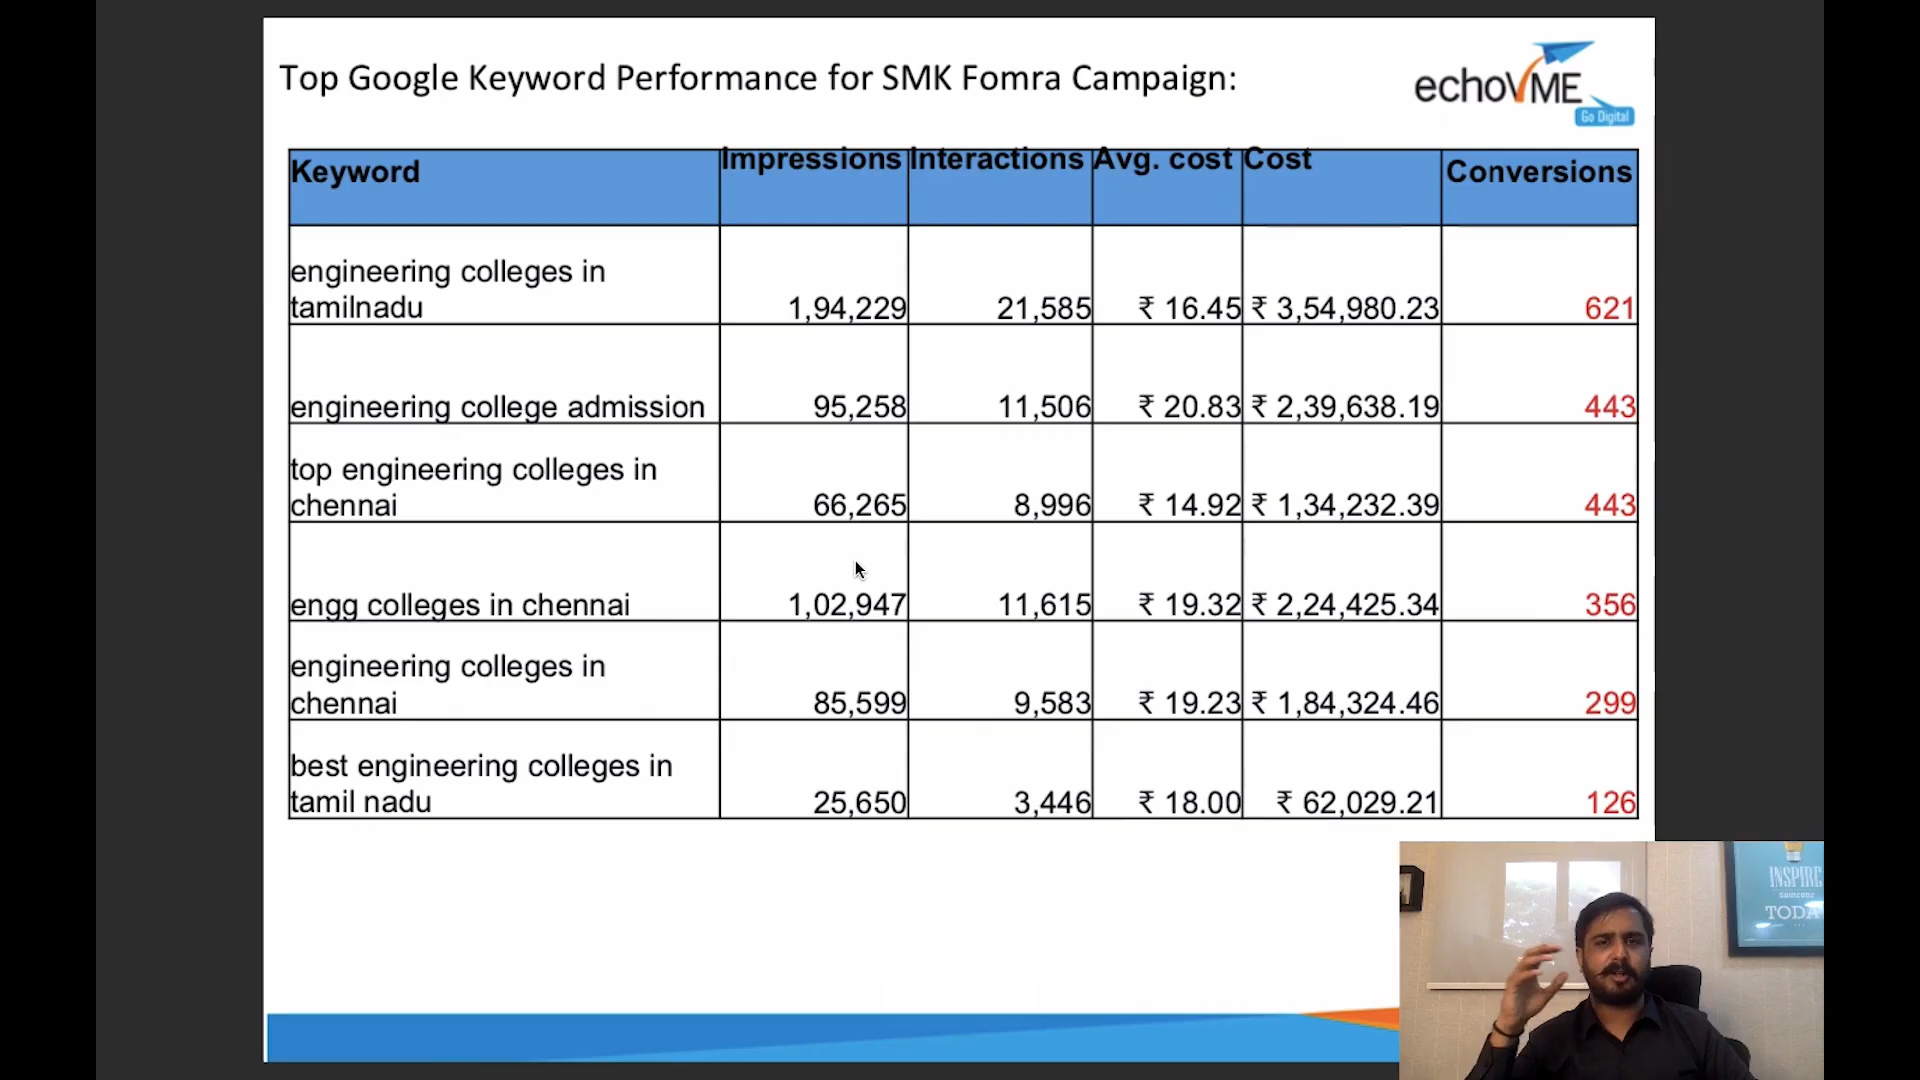 Top Google Keyword Performance for SMK Fomra Campaign:
echoVME
Go Digital
Keyword Impressions Interactions Avg. cost Cost Conversions
engineering colleges in
tamilnadu 1,94,229 21,585 ₹ 16.45 ₹ 3,54,980.23 621
engineering college admission 95,258 11,506 ₹ 20.83 ₹ 2,39,638.19 443
top engineering colleges in
chennai 66,265 8,996 ₹ 14.92 ₹ 1,34,232.39 443
engg colleges in chennai 1,02,947 11,615 ₹ 19.32 ₹ 2,24,425.34 356
engineering colleges in
chennai 85,599 9,583 ₹ 19.23 ₹ 1,84,324.46 299
best engineering colleges in
tamil nadu 25,650 3,446 ₹ 18.00 ₹ 62,029.21 126
INSPIRE
SOMEONE
TODA